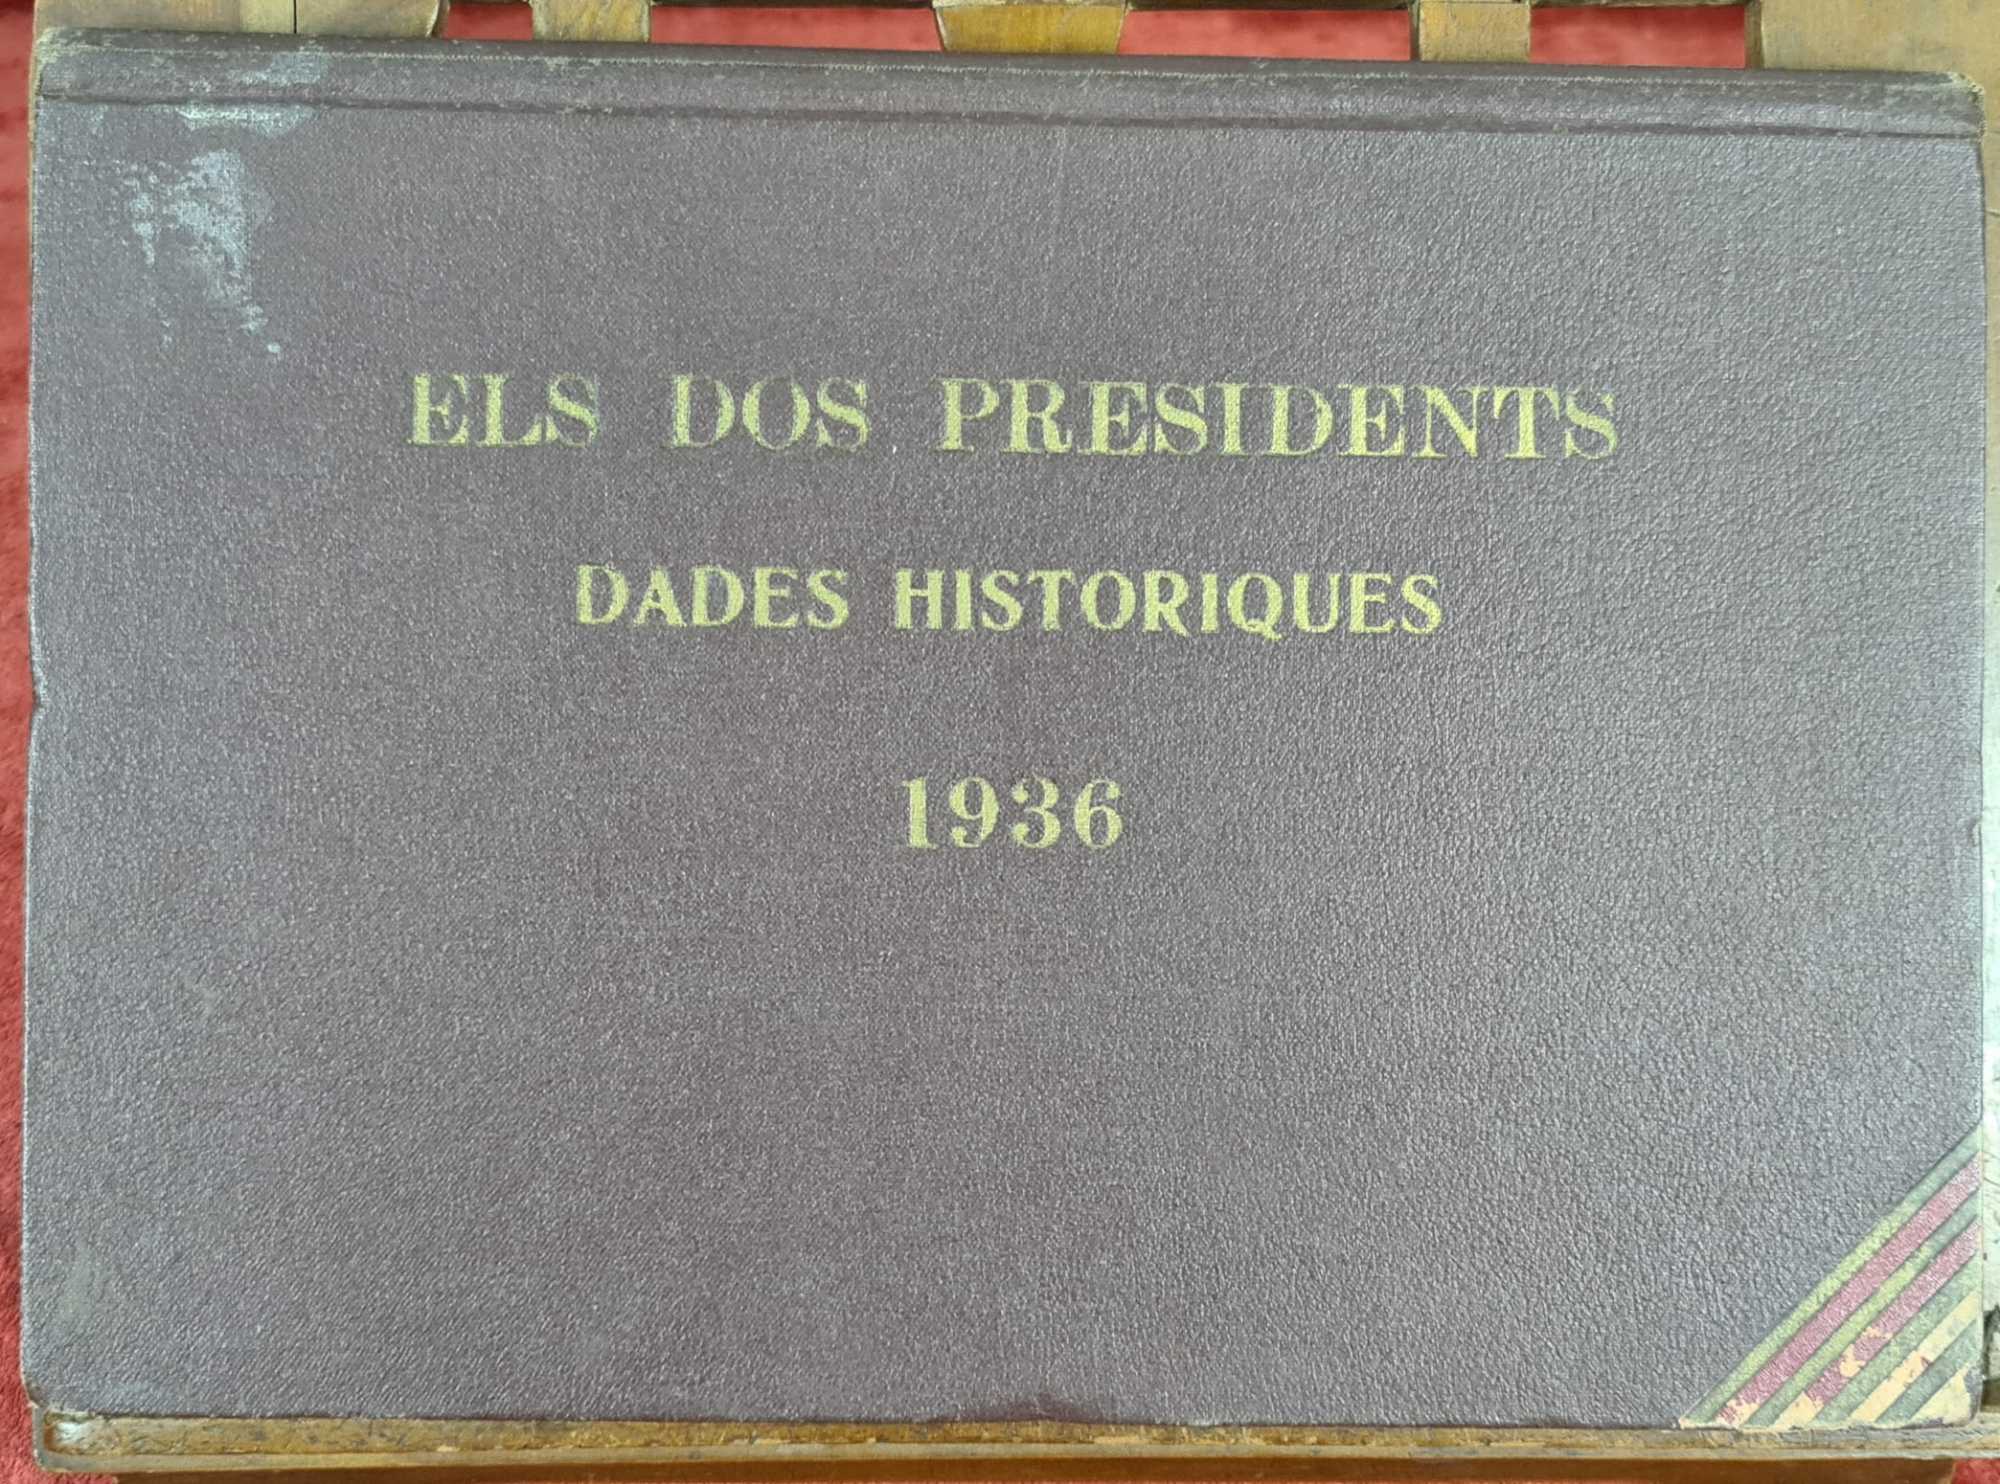 ELS DOS PRESIDENTS
DADES HISTORIQUES
1936